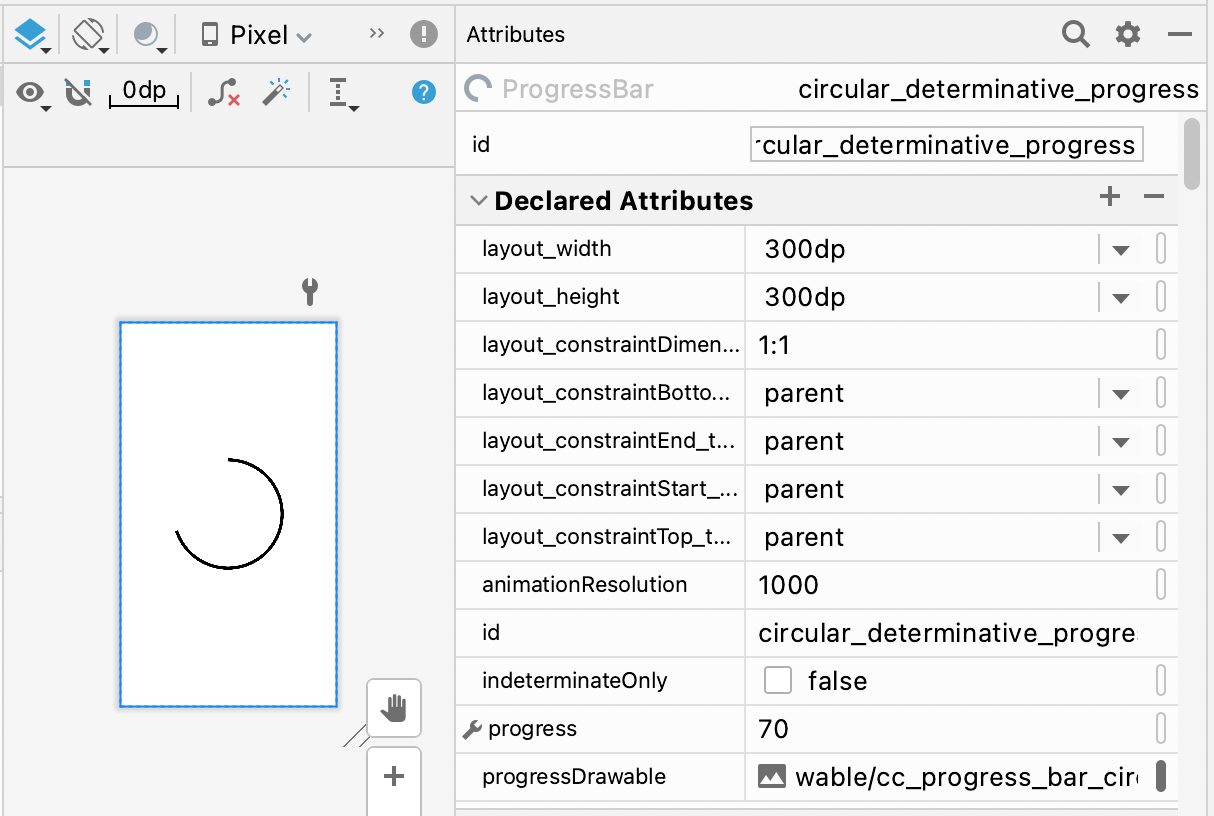 Pixel
0dp
Attributes
ProgressBar circular_determinative_progress
id rcular_determinative_progress
Declared Attributes
layout_width 300dp
layout_height 300dp
layout_constraintDimen... 1:1
layout_constraintBotto... parent
layout_constraintEnd_t... parent
layout_constraintStart_... parent
layout_constraintTop_t... parent
animationResolution 1000
id circular_determinative_progre
indeterminateOnly false
progress 70
progressDrawable wable/cc_progress_bar_cir